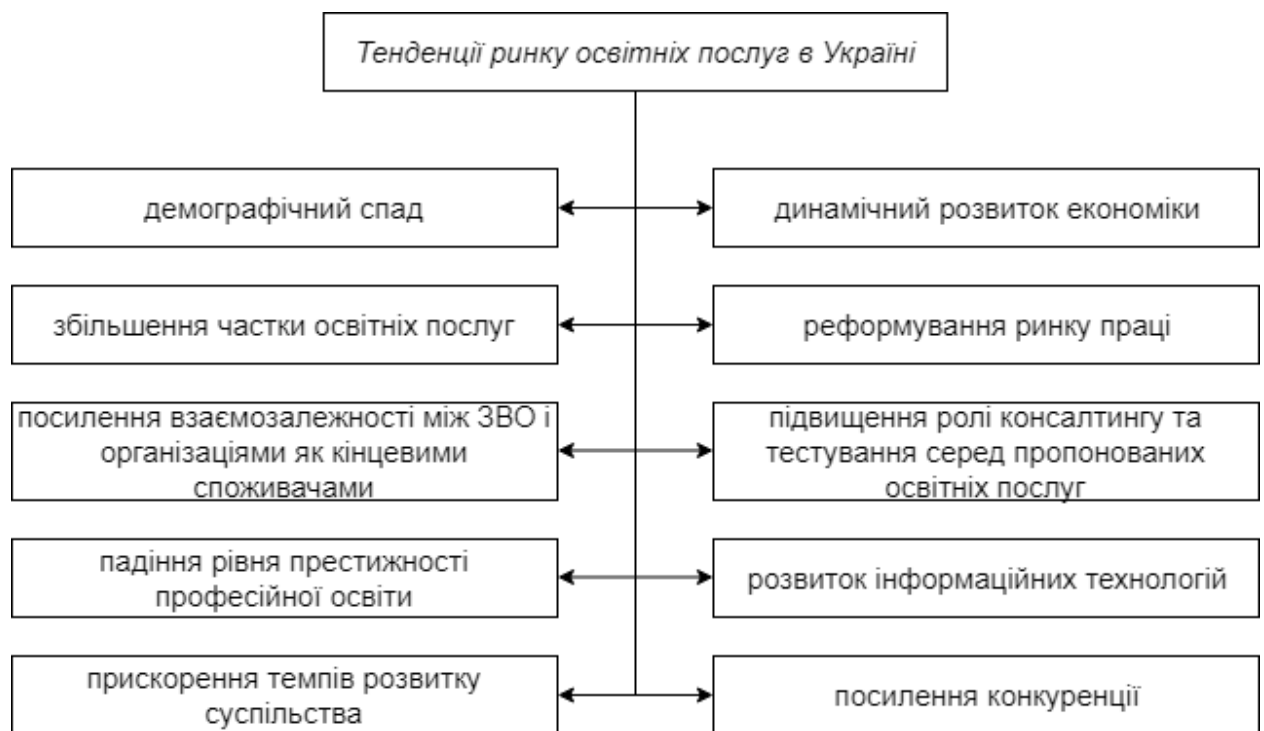 Тенденції ринку освітніх послуг в Україні
демографічний спад
динамічний розвиток економіки
збільшення частки освітніх послуг
реформування ринку праці
посилення взаємозалежності між ЗВО і
організаціями як кінцевими
споживачами
підвищення ролі консалтингу та
тестування серед пропонованих
освітніх послуг
падіння рівня престижності
професійної освіти
розвиток інформаційних технологій
прискорення темпів розвитку
суспільства
посилення конкуренції